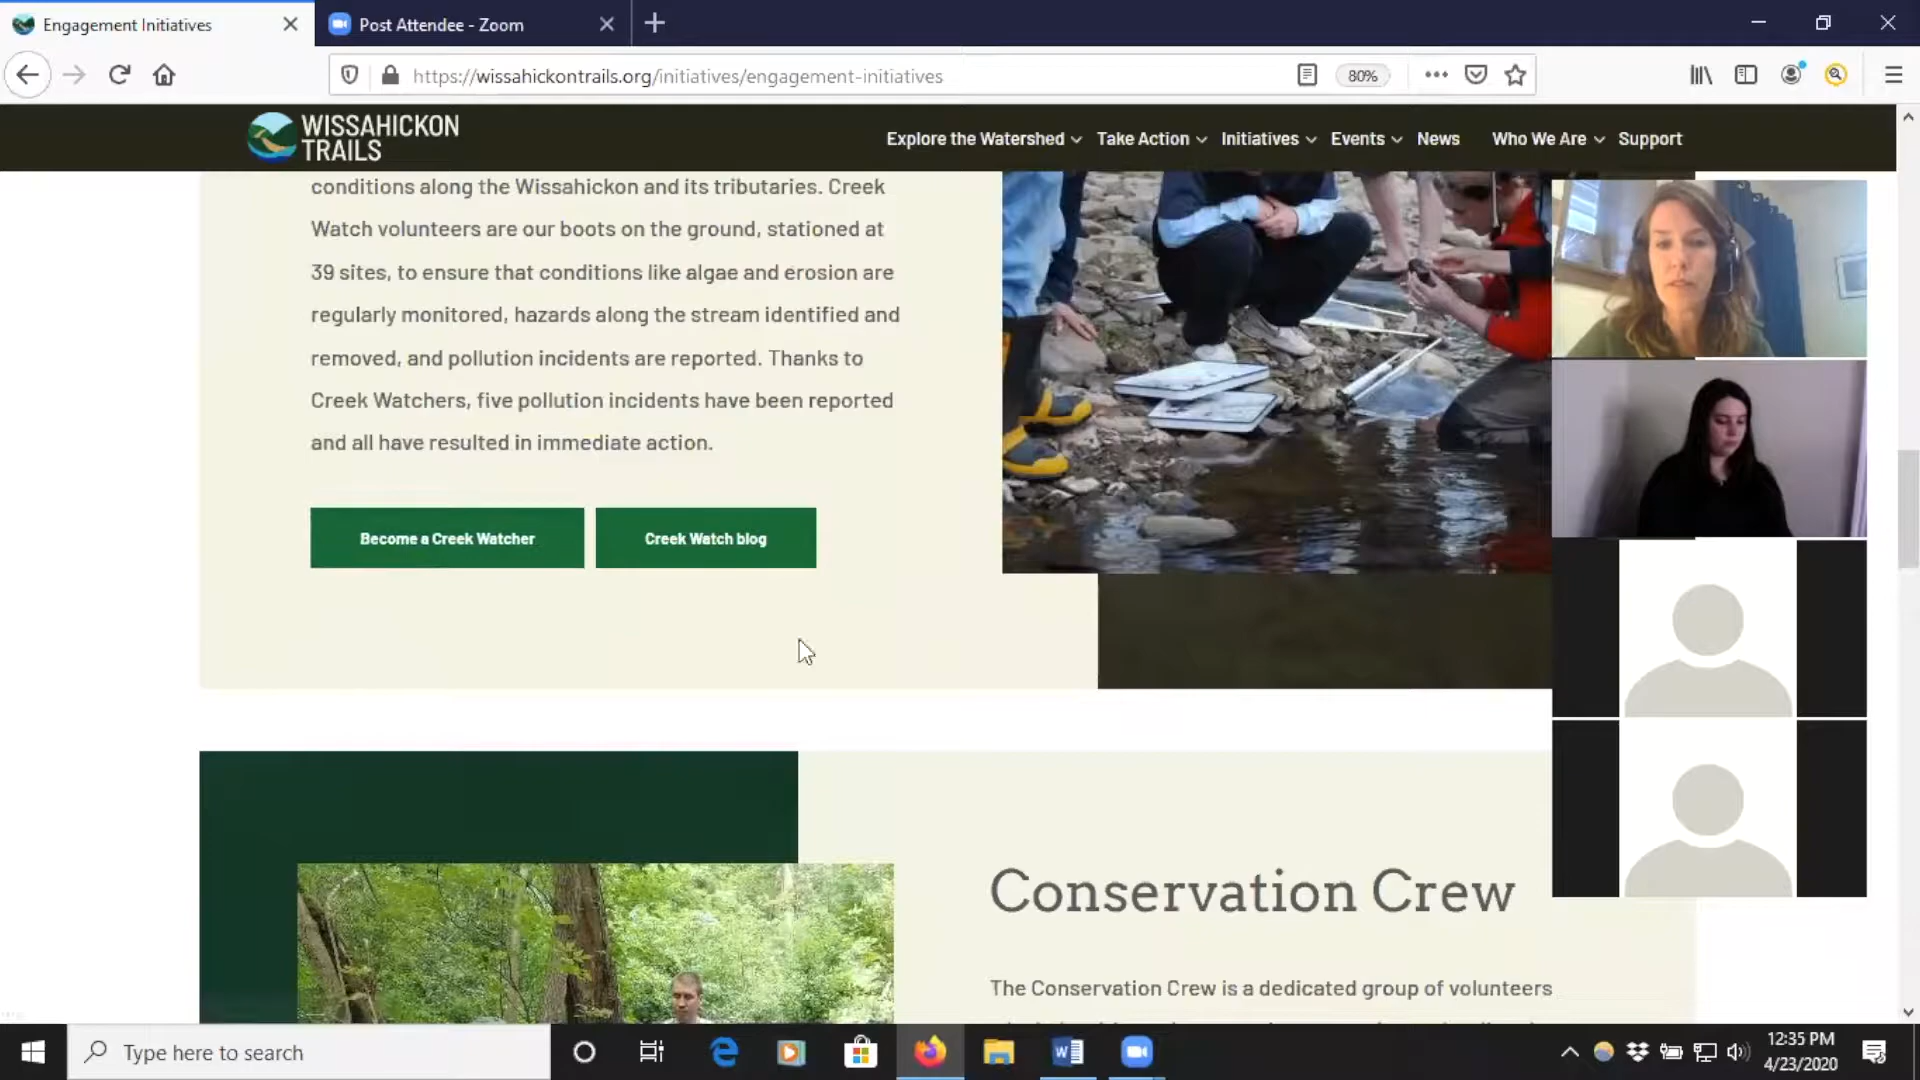 Engagement Initiatives
Post Attendee - Zoom
https://wissahickontrails.org/initiatives/engagement-initiatives
80%
WISSAHICKON
TRAILS
Explore the Watershed
Take Action
Initiatives
Events
News
Who We Are
Support
conditions along the Wissahickon and its tributaries. Creek
Watch volunteers are our boots on the ground, stationed at
39 sites, to ensure that conditions like algae and erosion are
regularly monitored, hazards along the stream identified and
removed, and pollution incidents are reported. Thanks to
Creek Watchers, five pollution incidents have been reported
and all have resulted in immediate action.
Become a Creek Watcher
Creek Watch blog
Conservation Crew
The Conservation Crew is a dedicated group of volunteers
Type here to search
12:35 PM
4/23/2020